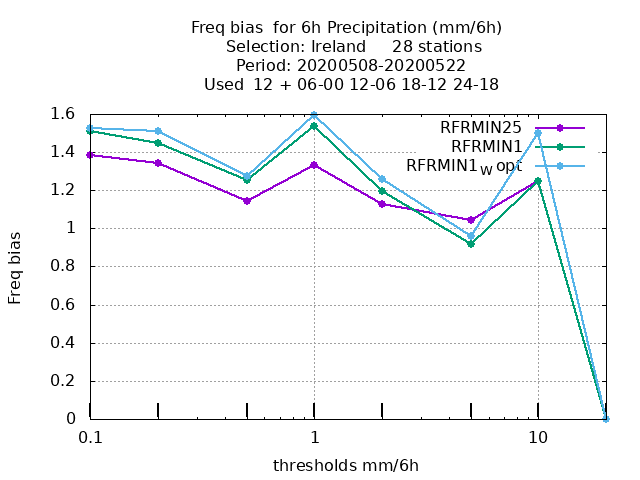 Freq bias  for 6h Precipitation (mm/6h)
Selection: Ireland     28 stations
Period: 20200508-20200522
Used  12 + 06-00 12-06 18-12 24-18
RFRMIN25
RFRMIN1
RFRMIN1w opt
1.6
1.4
1.2
1
0.8
0.6
0.4
0.2
0
Freq bias
0.1 1 10
thresholds mm/6h